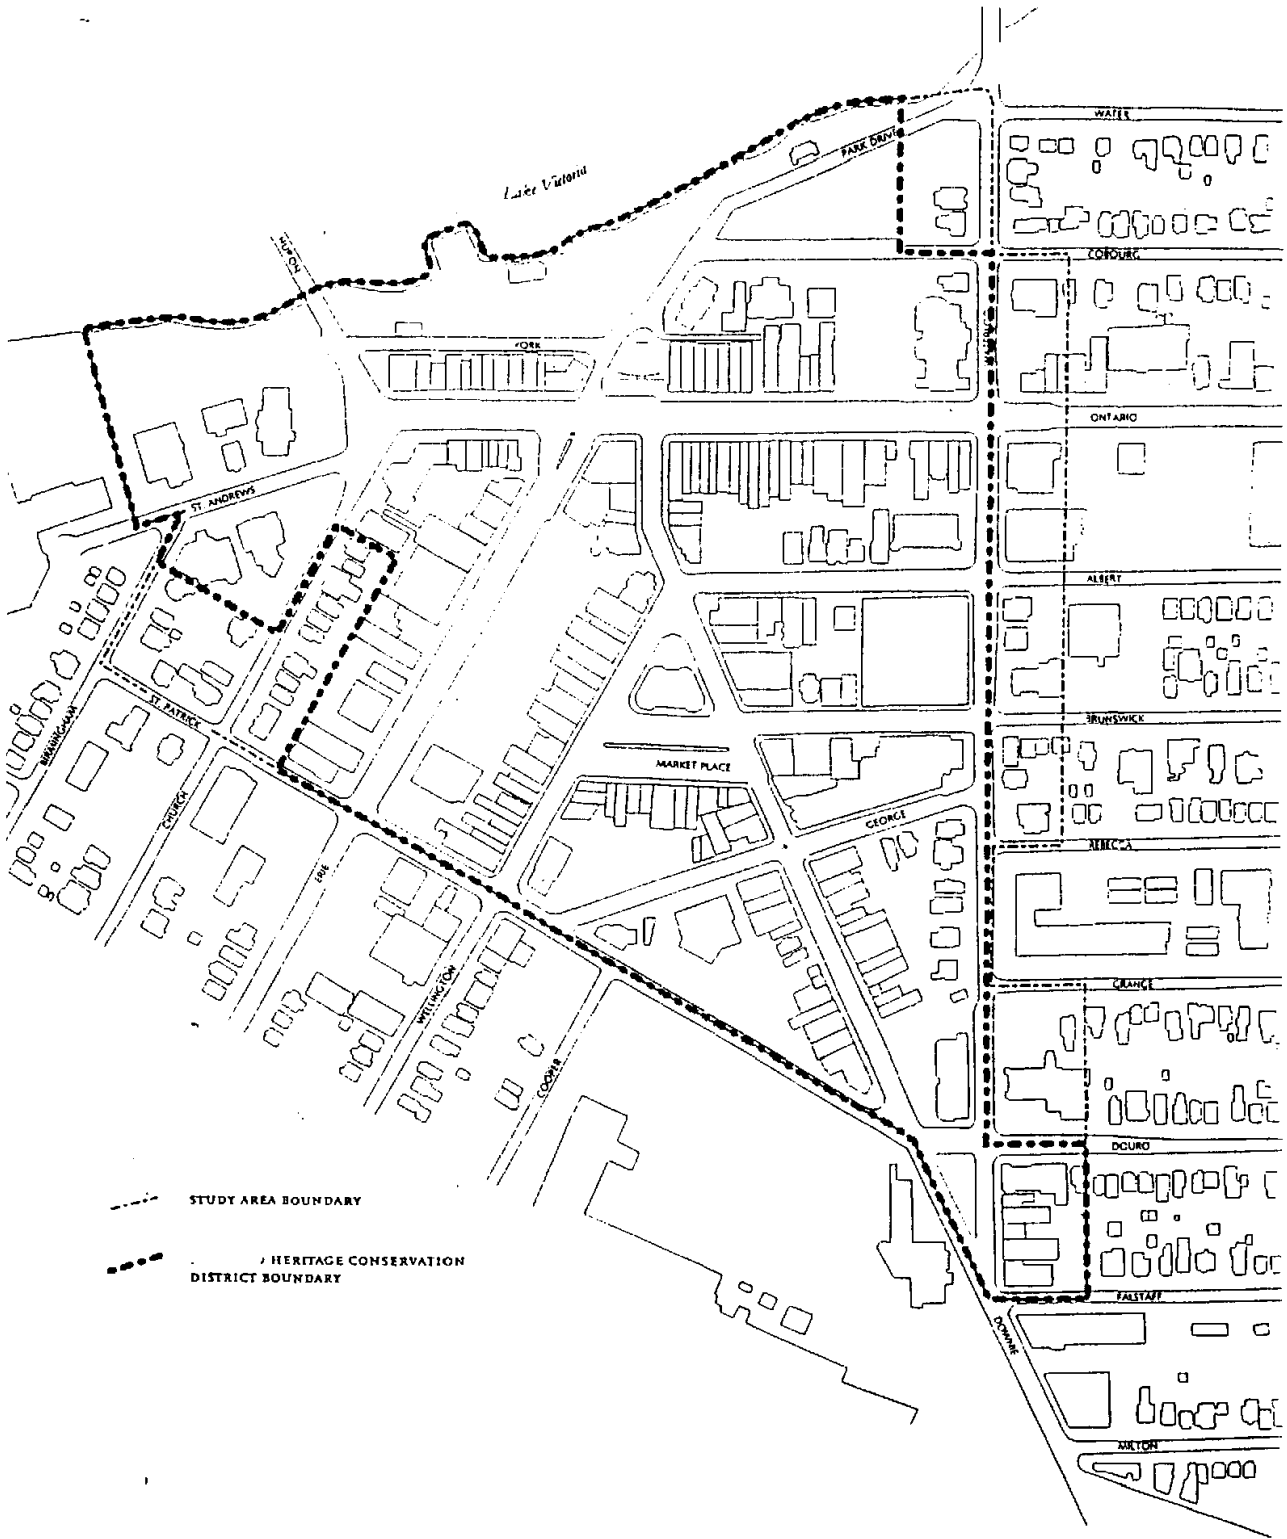 WATER
PARK DRIVE
Lake Victoria
HURON
COBOURG
YORK
ONTARIO
ST. ANDREWS
ALBERT
ST. PATRICK
BIRMINGHAM
BRUNSWICK
MARKET PLACE
CHURCH
GEORGE
REBECCA
ERIE
WELLINGTON
GRANGE
COOPER
DOURO
STUDY AREA BOUNDARY
HERITAGE CONSERVATION
DISTRICT BOUNDARY
FALSTAFF
DOWNIE
MILTON